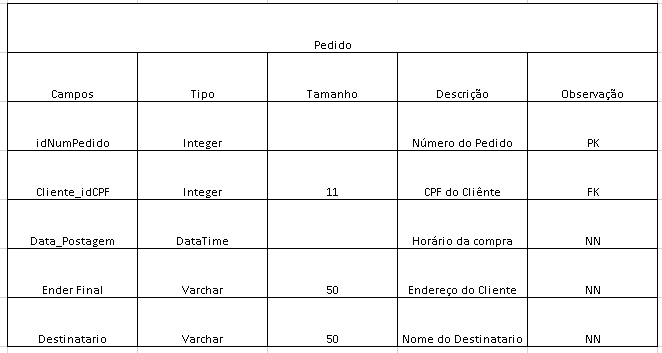 Pedido
Campos Tipo Tamanho Descrição Observação
idNumPedido Integer Número do Pedido PK
Cliente_idCPF Integer 11 CPF do Cliênte FK
Data_Postagem DataTime Horário da compra NN
Ender Final Varchar 50 Endereço do Cliente NN
Destinatario Varchar 50 Nome do Destinatario NN